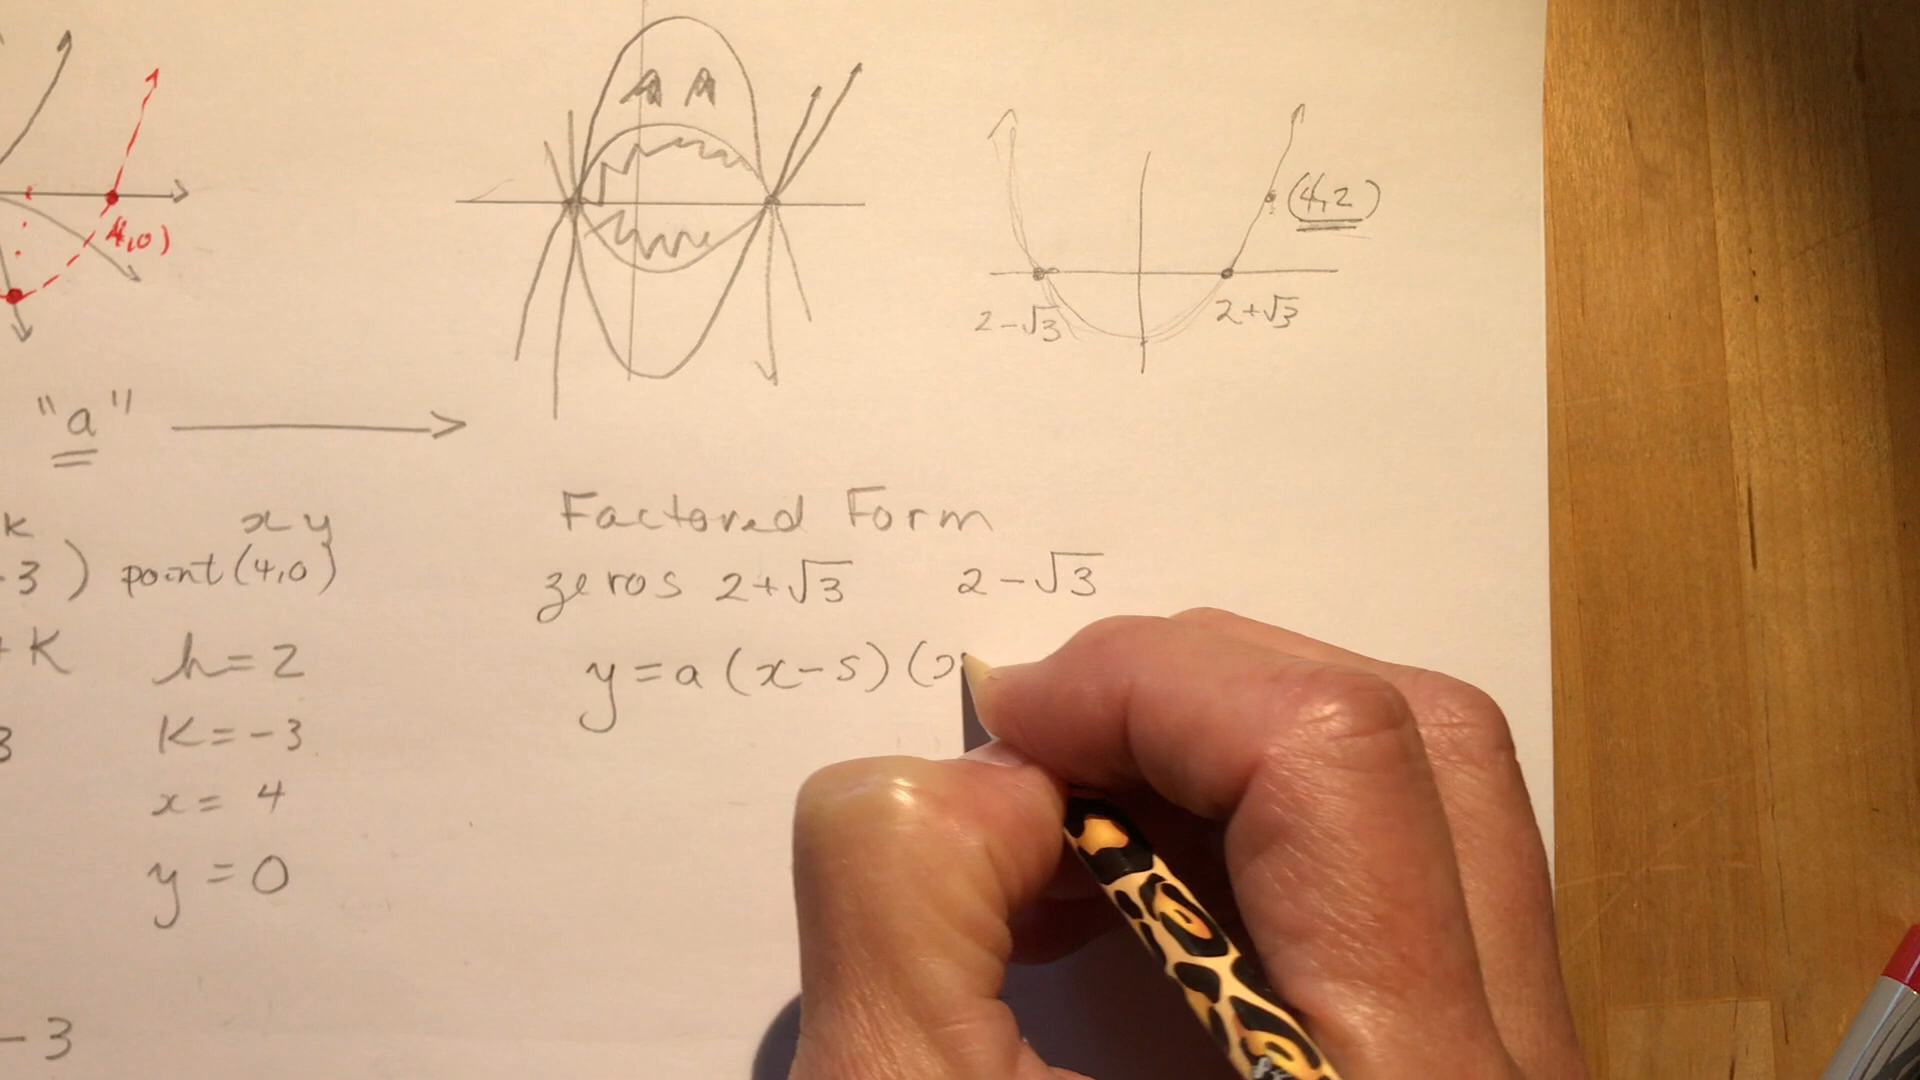 4,0)
(4,2)
2-√3
2+√3
"a"
K
x y
-3) point (4,0)
+ K
h=2
K=-3
3
x=4
y=0
-3
Factored Form
zeros 2+√3 2-√3
y=a(x-s)(x